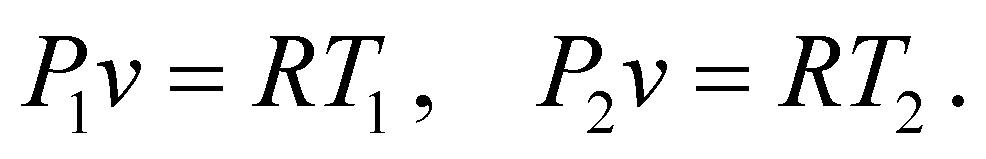 P₁v = RT₁ , P₂v = RT₂ .